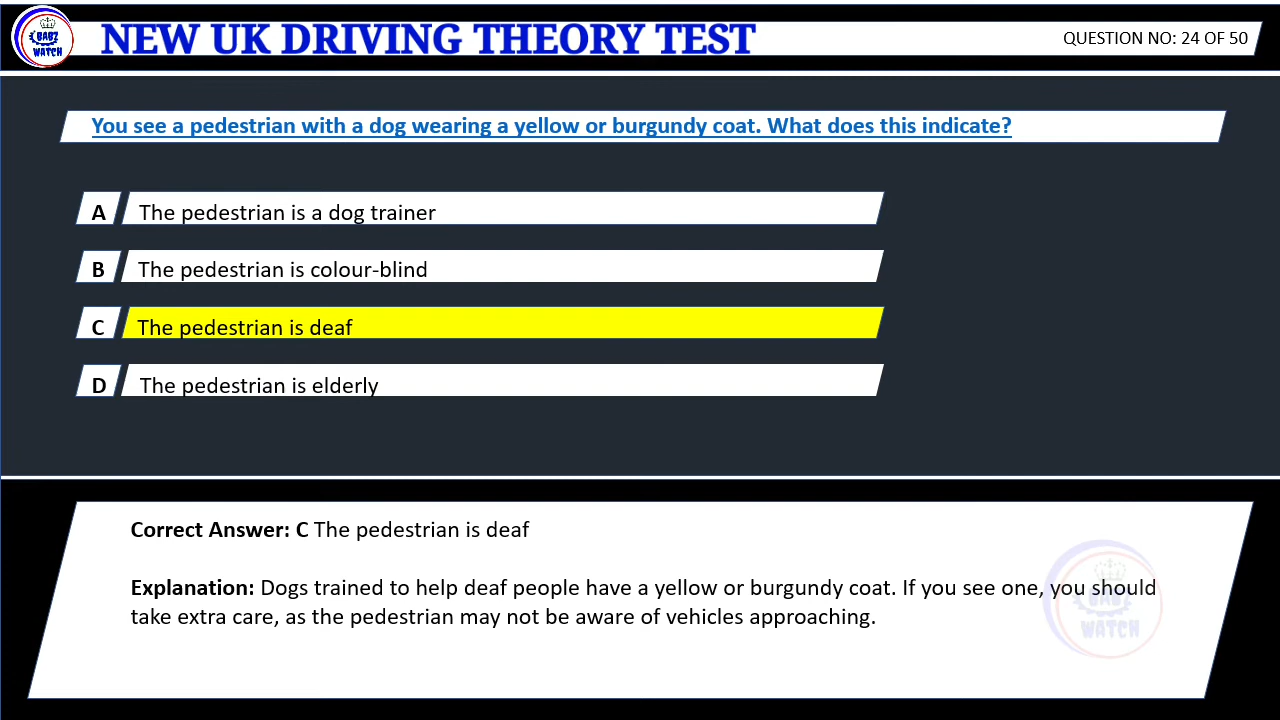 BABZ
WATCH
NEW UK DRIVING THEORY TEST
QUESTION NO: 24 OF 50
You see a pedestrian with a dog wearing a yellow or burgundy coat. What does this indicate?
A The pedestrian is a dog trainer
B The pedestrian is colour-blind
C The pedestrian is deaf
D The pedestrian is elderly
Correct Answer: C The pedestrian is deaf
Explanation: Dogs trained to help deaf people have a yellow or burgundy coat. If you see one, you should
take extra care, as the pedestrian may not be aware of vehicles approaching.
BABZ
WATCH